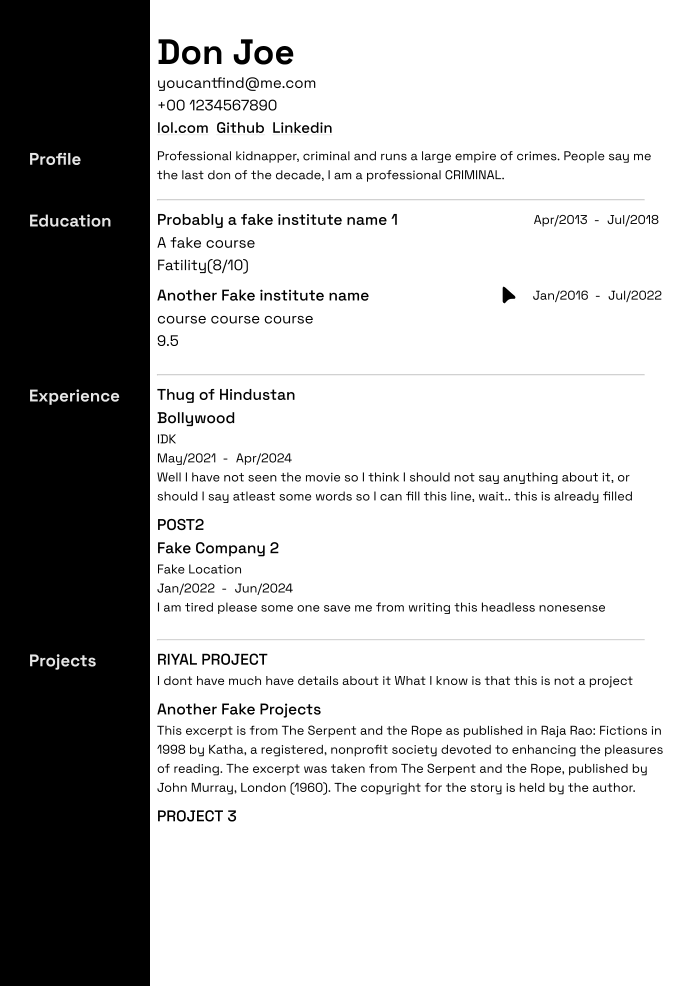 Don Joe
youcantfind@me.com
+00 1234567890
lol.com Github Linkedin
Profile
Professional kidnapper, criminal and runs a large empire of crimes. People say me
the last don of the decade, I am a professional CRIMINAL.
Education
Probably a fake institute name 1 Apr/2013 - Jul/2018
A fake course
Fatility(8/10)
Another Fake institute name Jan/2016 - Jul/2022
course course course
9.5
Experience
Thug of Hindustan
Bollywood
IDK
May/2021 - Apr/2024
Well I have not seen the movie so I think I should not say anything about it, or
should I say atleast some words so I can fill this line, wait.. this is already filled
POST2
Fake Company 2
Fake Location
Jan/2022 - Jun/2024
I am tired please some one save me from writing this headless nonesense
Projects
RIYAL PROJECT
I dont have much have details about it What I know is that this is not a project
Another Fake Projects
This excerpt is from The Serpent and the Rope as published in Raja Rao: Fictions in
1998 by Katha, a registered, nonprofit society devoted to enhancing the pleasures
of reading. The excerpt was taken from The Serpent and the Rope, published by
John Murray, London (1960). The copyright for the story is held by the author.
PROJECT 3